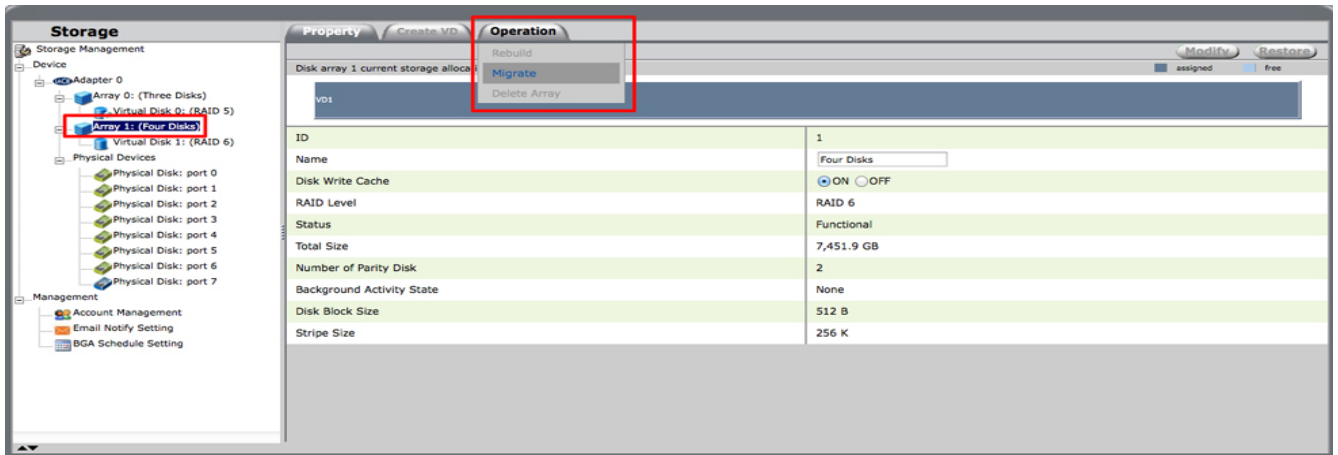 Storage
Storage Management
Device
Adapter 0
Array 0: (Three Disks)
Virtual Disk 0: (RAID 5)
Array 1: (Four Disks)
Virtual Disk 1: (RAID 6)
Physical Devices
Physical Disk: port 0
Physical Disk: port 1
Physical Disk: port 2
Physical Disk: port 3
Physical Disk: port 4
Physical Disk: port 5
Physical Disk: port 6
Physical Disk: port 7
Management
Account Management
Email Notify Setting
BGA Schedule Setting
Property Create VD Operation
Rebuild
Migrate
Delete Array
Modify Restore
Disk array 1 current storage
assigned free
VD1
ID 1
Name Four Disks
Disk Write Cache ON OFF
RAID Level RAID 6
Status Functional
Total Size 7,451.9 GB
Number of Parity Disk 2
Background Activity State None
Disk Block Size 512 B
Stripe Size 256 K